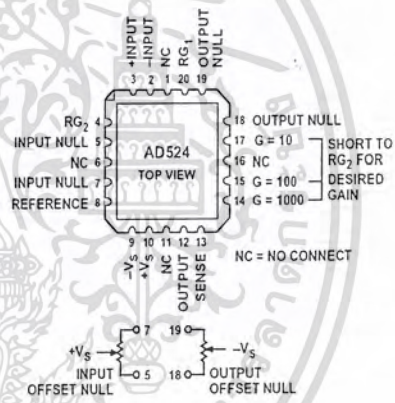 +INPUT
−INPUT
NC
RG1
OUTPUT
NULL
3 2 1 20 19
RG2 4
INPUT NULL 5
NC 6
INPUT NULL 7
REFERENCE 8
AD524
TOP VIEW
18 OUTPUT NULL
17 G = 10
16 NC
15 G = 100
14 G = 1000
SHORT TO
RG2 FOR
DESIRED
GAIN
9 10 11 12 13
−VS
+VS
NC
OUTPUT
SENSE
NC = NO CONNECT
7 19
+VS −VS
5 18
INPUT
OFFSET NULL
OUTPUT
OFFSET NULL